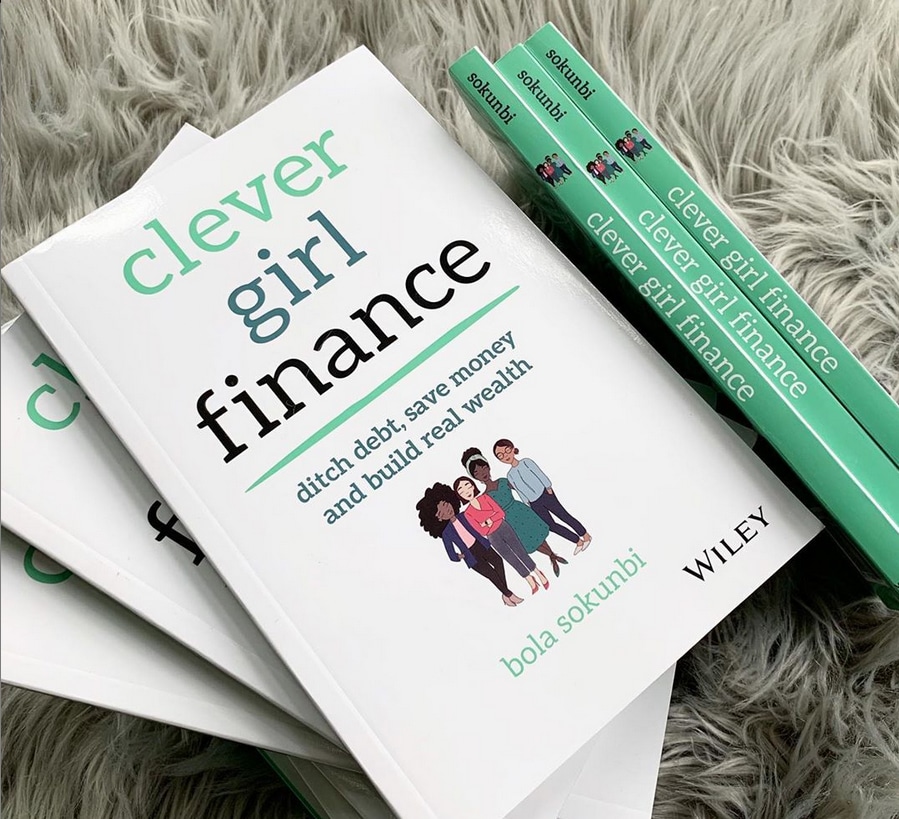 clever
girl
finance
ditch debt, save money
and build real wealth
bola sokunbi
WILEY
sokunbi
clever girl finance
sokunbi
clever girl finance
sokunbi
clever girl finance
cl
f
c